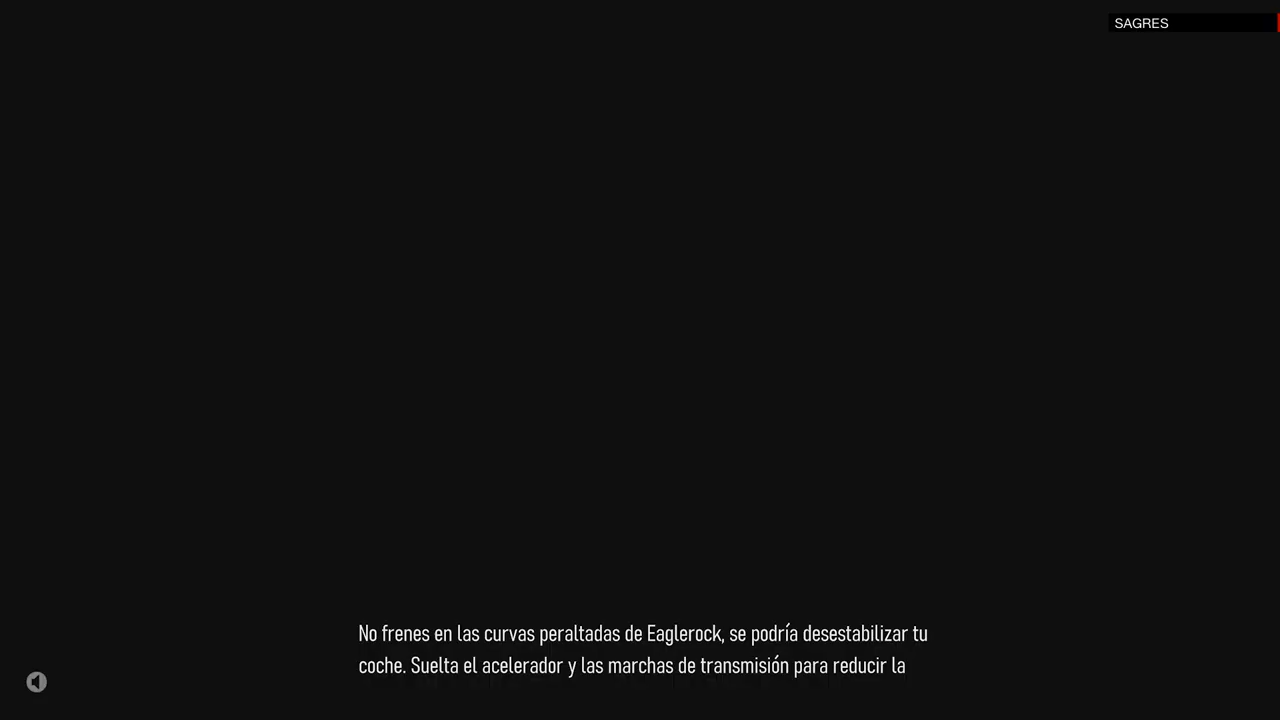 SAGRES
No frenes en las curvas peraltadas de Eaglerock, se podría desestabilizar tu
coche. Suelta el acelerador y las marchas de transmisión para reducir la